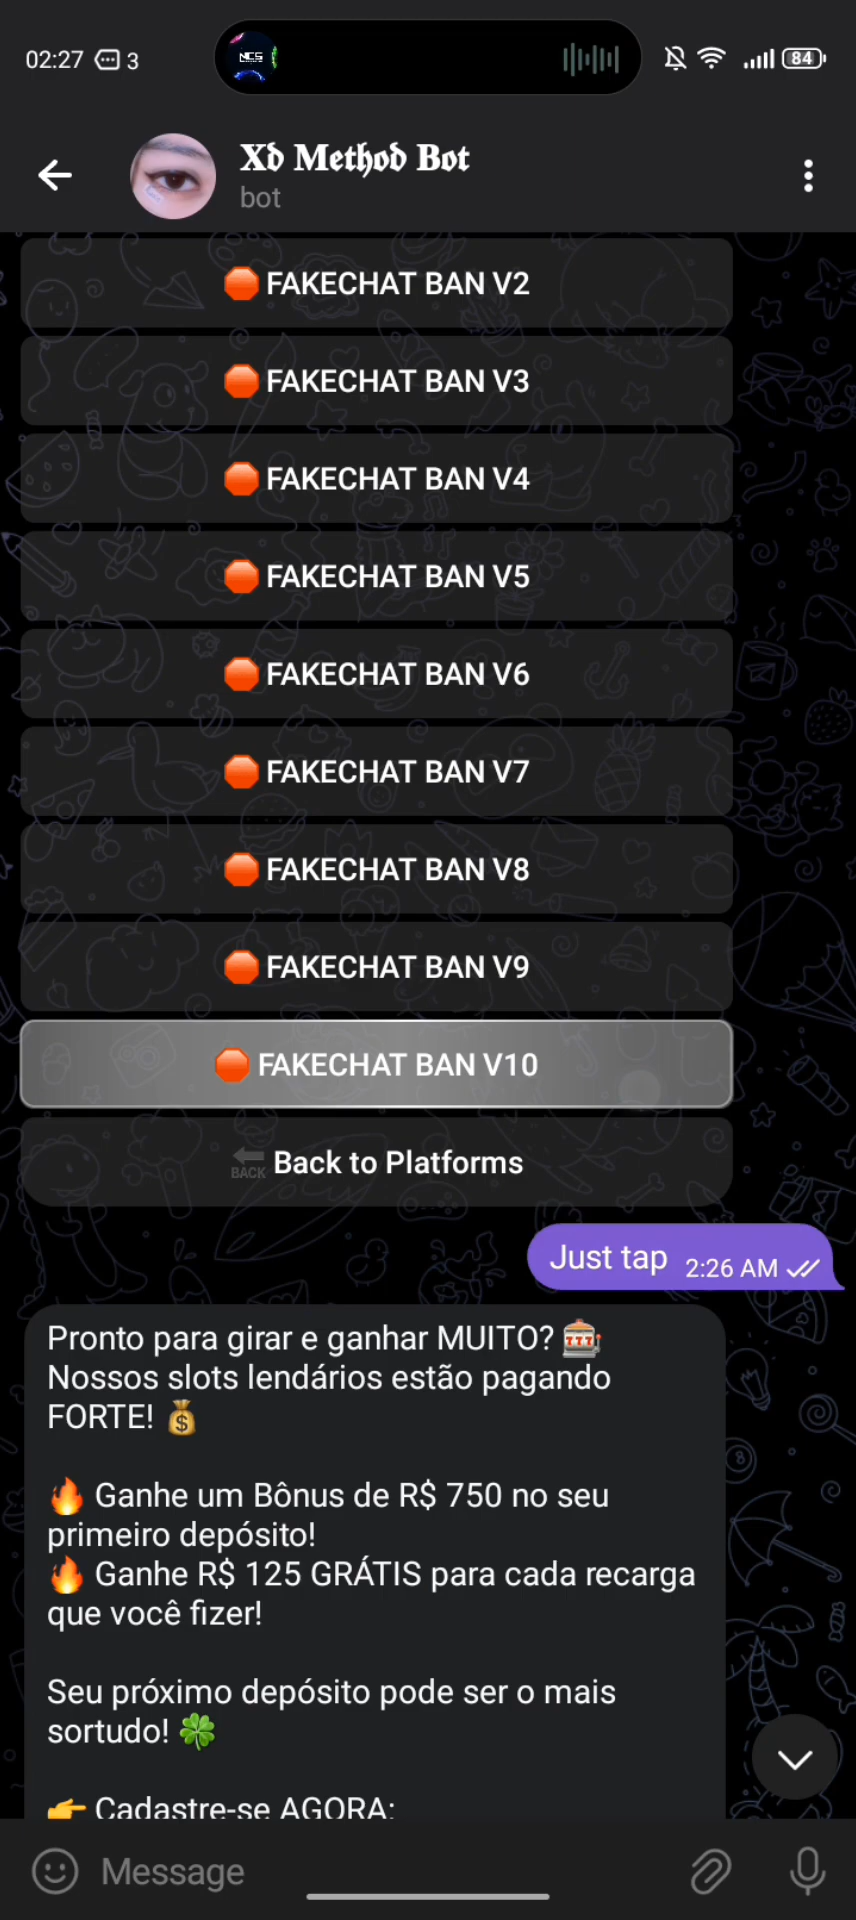 02:27 3
NCS
84
𝖃𝖉 𝕸𝖊𝖙𝖍𝖔𝖉 𝕭𝖔𝖙
bot
🛑 FAKECHAT BAN V2
🛑 FAKECHAT BAN V3
🛑 FAKECHAT BAN V4
🛑 FAKECHAT BAN V5
🛑 FAKECHAT BAN V6
🛑 FAKECHAT BAN V7
🛑 FAKECHAT BAN V8
🛑 FAKECHAT BAN V9
🛑 FAKECHAT BAN V10
🔙 Back to Platforms
Just tap 2:26 AM
Pronto para girar e ganhar MUITO? 🎰
Nossos slots lendários estão pagando
FORTE! 💰
🔥 Ganhe um Bônus de R$ 750 no seu
primeiro depósito!
🔥 Ganhe R$ 125 GRÁTIS para cada recarga
que você fizer!
Seu próximo depósito pode ser o mais
sortudo! 🍀
👉 Cadastre-se AGORA:
Message